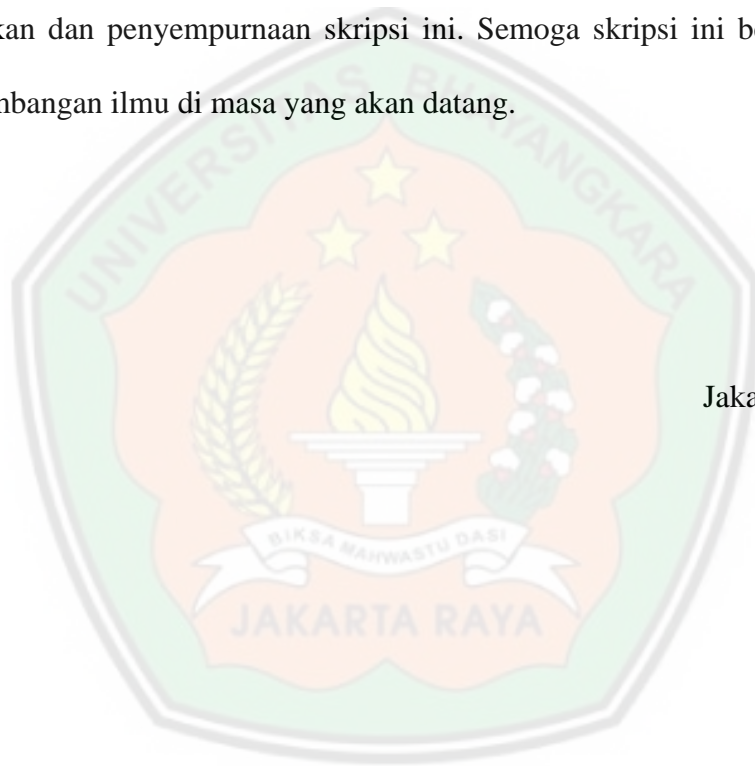 kan dan penyempurnaan skripsi ini. Semoga skripsi ini be
mbangan ilmu di masa yang akan datang.
UNIVERSITAS BHAYANGKARA
Jaka
BIKSA MAHWASTU DASI
JAKARTA RAYA